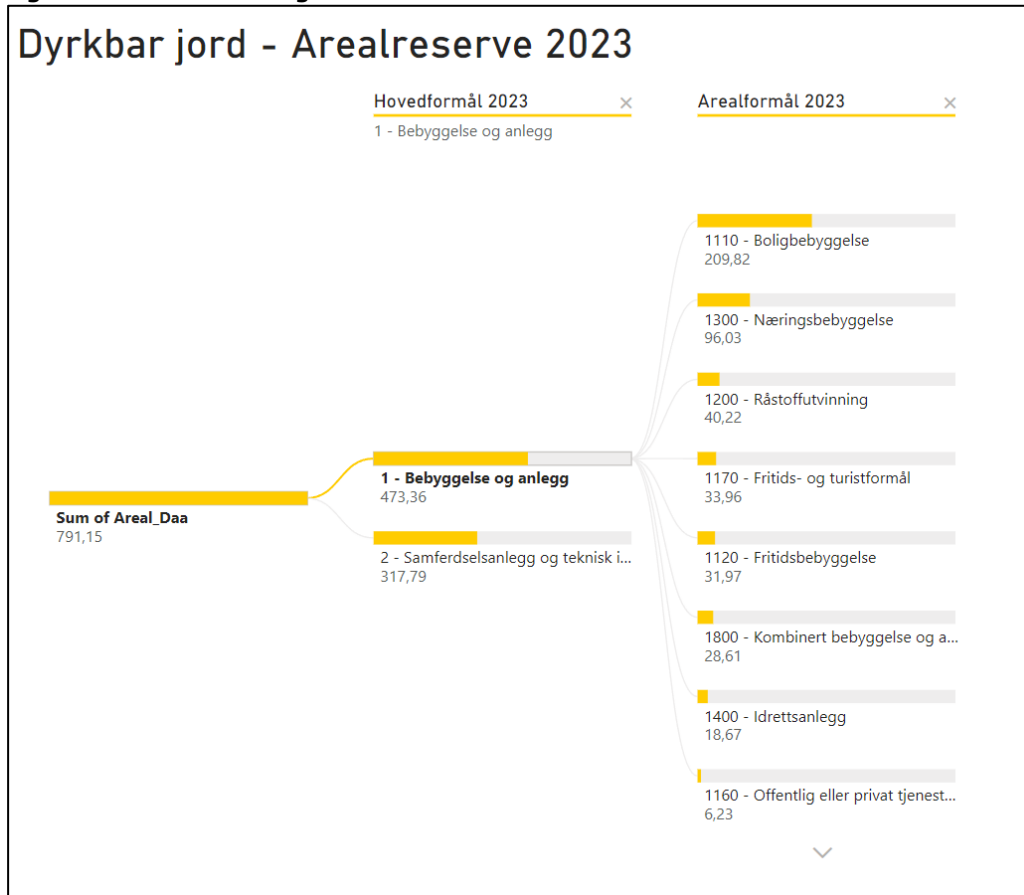 Dyrkbar jord - Arealreserve 2023
Hovedformål 2023
1 - Bebyggelse og anlegg
Arealformål 2023
Sum of Areal_Daa
791,15
1 - Bebyggelse og anlegg
473,36
2 - Samferdselsanlegg og teknisk i...
317,79
1110 - Boligbebyggelse
209,82
1300 - Næringsbebyggelse
96,03
1200 - Råstoffutvinning
40,22
1170 - Fritids- og turistformål
33,96
1120 - Fritidsbebyggelse
31,97
1800 - Kombinert bebyggelse og a...
28,61
1400 - Idrettsanlegg
18,67
1160 - Offentlig eller privat tjenest...
6,23